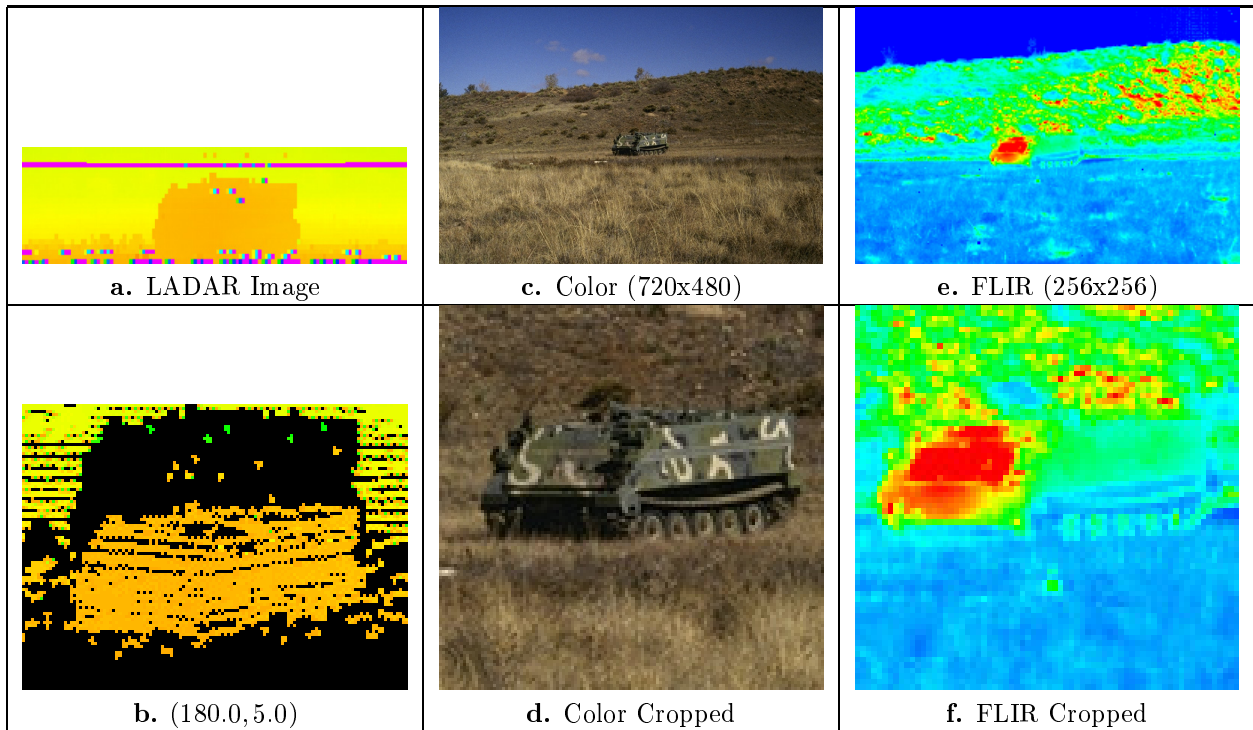 a. LADAR Image
c. Color (720x480)
e. FLIR (256x256)
b. (180.0,5.0)
d. Color Cropped
f. FLIR Cropped